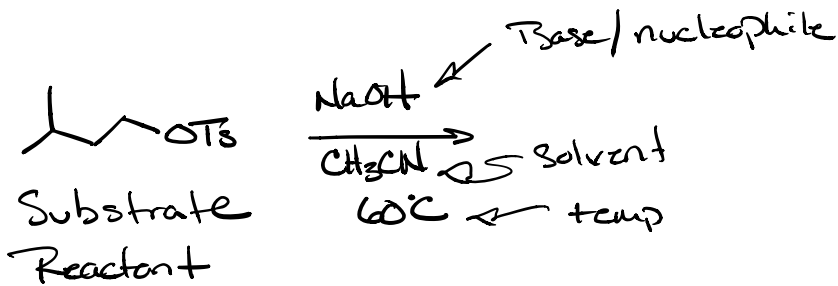 Base/nucleophile
NaOH
OTs
CH3CN
Solvent
60°C
temp
Substrate
Reactant